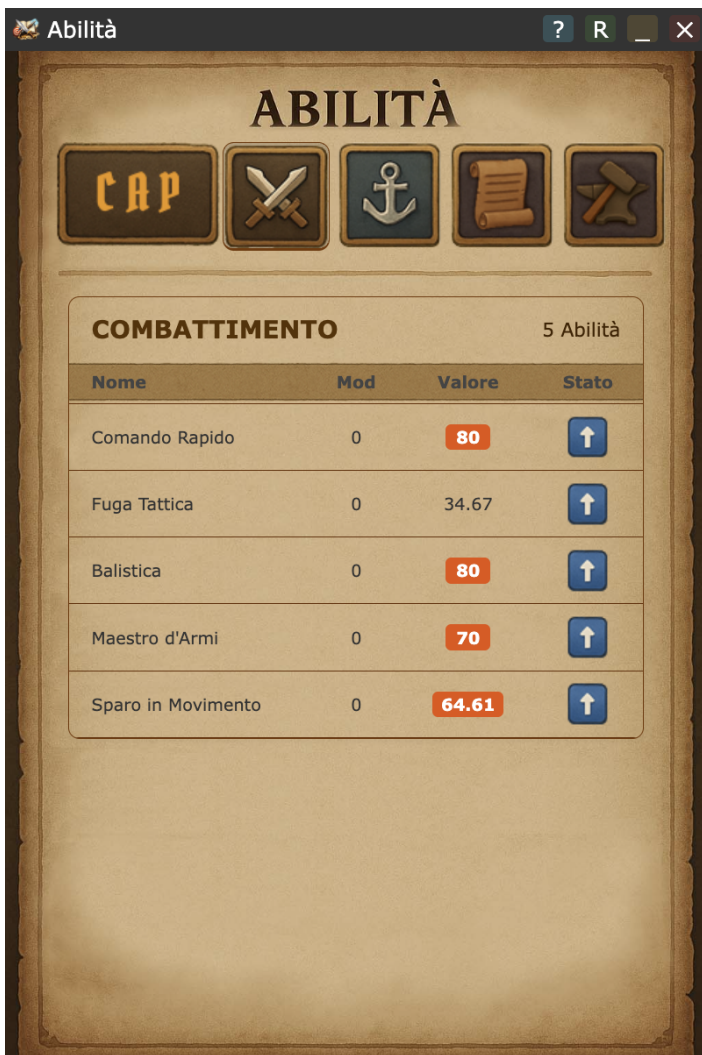 Abilità ? R _ ×
ABILITÀ
CAP
COMBATTIMENTO 5 Abilità
Nome Mod Valore Stato
Comando Rapido 0 80
Fuga Tattica 0 34.67
Balistica 0 80
Maestro d'Armi 0 70
Sparo in Movimento 0 64.61